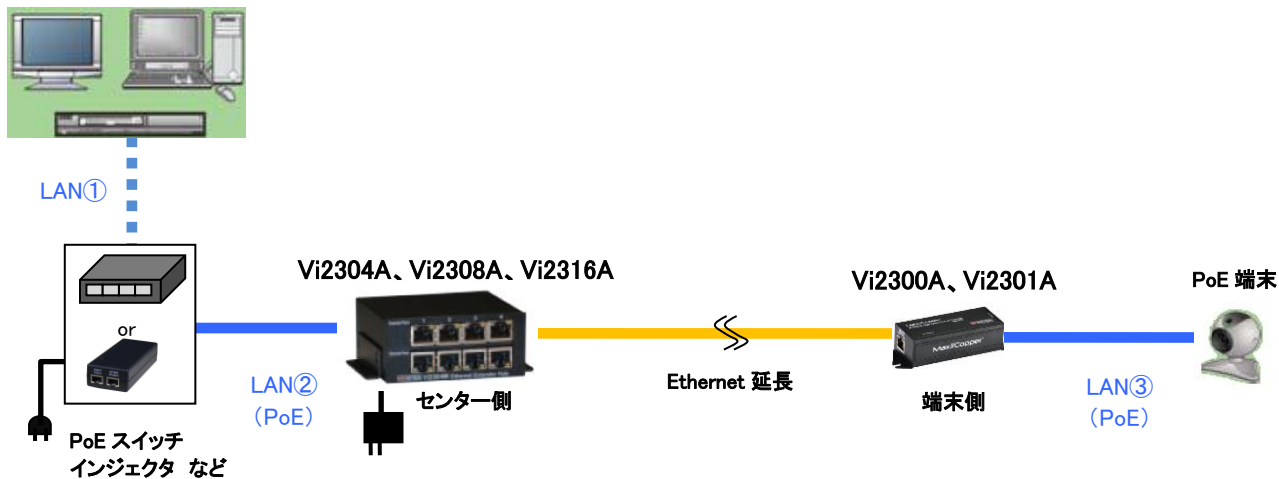 LAN①
Vi2304A、Vi2308A、Vi2316A
Vi2300A、Vi2301A
PoE 端末
or
MaxiiCopper
LAN②
(PoE)
センター側
Ethernet 延長
端末側
LAN③
(PoE)
PoE スイッチ
インジェクタ など